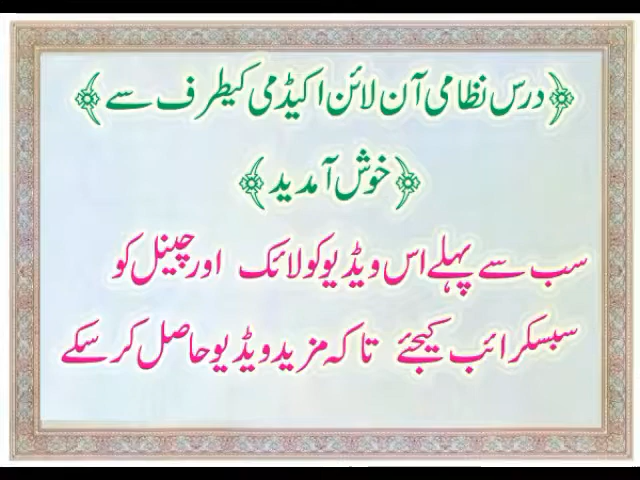 ﴿درس نظامی آن لائن اکیڈمی کیطرف سے﴾
﴿خوش آمدید﴾
سب سے پہلے اس ویڈیو کو لائک اور چینل کو
سبسکرائب کیجئے تاکہ مزید ویڈیو حاصل کر سکے